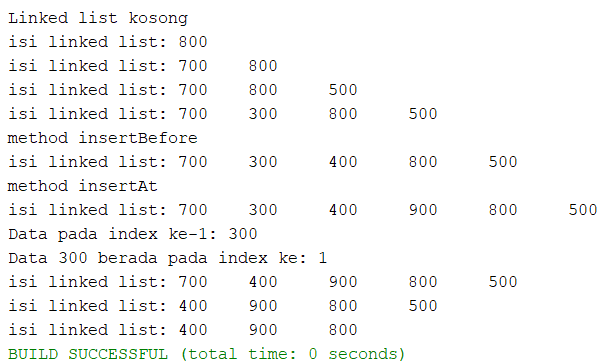 Linked list kosong
isi linked list: 800
isi linked list: 700 800
isi linked list: 700 800 500
isi linked list: 700 300 800 500
method insertBefore
isi linked list: 700 300 400 800 500
method insertAt
isi linked list: 700 300 400 900 800 500
Data pada index ke-1: 300
Data 300 berada pada index ke: 1
isi linked list: 700 400 900 800 500
isi linked list: 400 900 800 500
isi linked list: 400 900 800
BUILD SUCCESSFUL (total time: 0 seconds)